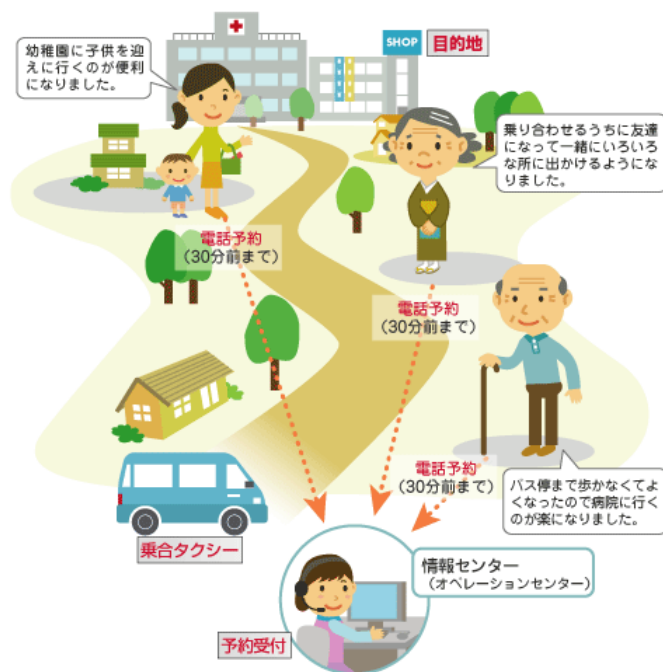 SHOP
目的地
幼稚園に子供を迎
えに行くのが便利
になりました。
乗り合わせるうちに友達
になって一緒にいろいろ
な所に出かけるようにな
りました。
電話予約
（30分前まで）
電話予約
（30分前まで）
電話予約
（30分前まで）
バス停まで歩かなくてよ
くなったので病院に行く
のが楽になりました。
乗合タクシー
情報センター
（オペレーションセンター）
予約受付